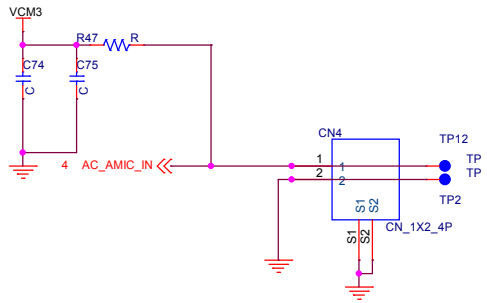 VCM3
R47 R
C74 C75
C C
4 AC_AMIC_IN
CN4
TP12
1 1 TP
2 2 TP
TP2
S1 S2
CN_1X2_4P
S1 S2